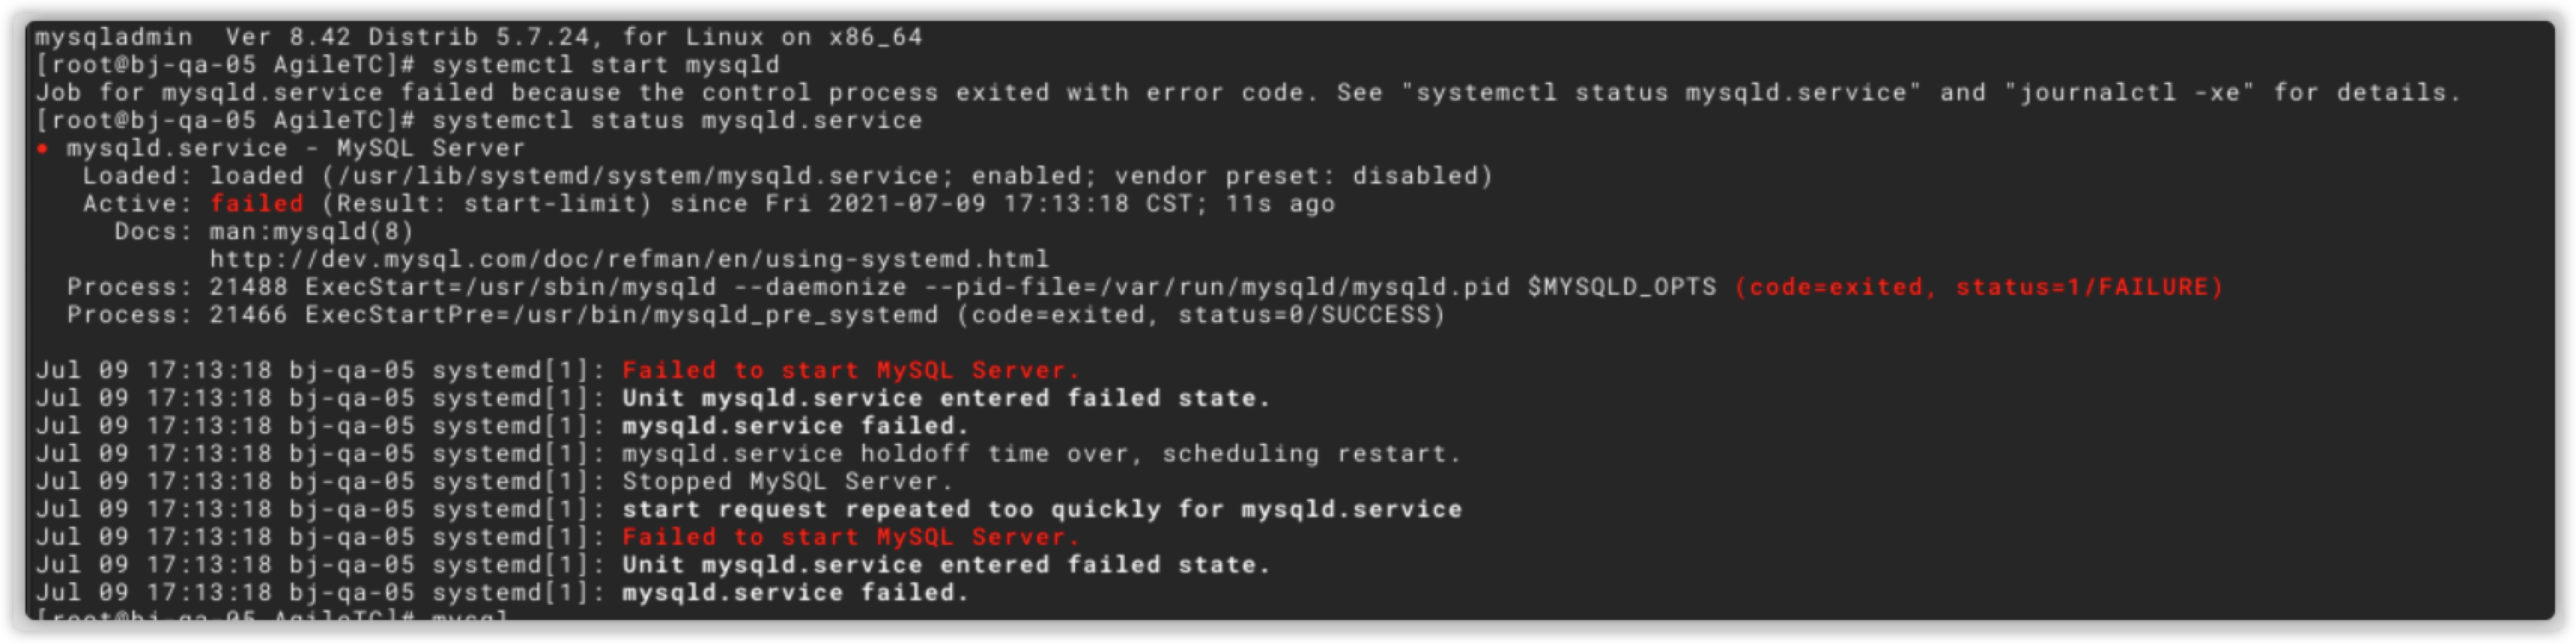 mysqladmin  Ver 8.42 Distrib 5.7.24, for Linux on x86_64
[root@bj-qa-05 AgileTC]# systemctl start mysqld
Job for mysqld.service failed because the control process exited with error code. See "systemctl status mysqld.service" and "journalctl -xe" for details.
[root@bj-qa-05 AgileTC]# systemctl status mysqld.service
● mysqld.service - MySQL Server
   Loaded: loaded (/usr/lib/systemd/system/mysqld.service; enabled; vendor preset: disabled)
   Active: failed (Result: start-limit) since Fri 2021-07-09 17:13:18 CST; 11s ago
     Docs: man:mysqld(8)
           http://dev.mysql.com/doc/refman/en/using-systemd.html
  Process: 21488 ExecStart=/usr/sbin/mysqld --daemonize --pid-file=/var/run/mysqld/mysqld.pid $MYSQLD_OPTS (code=exited, status=1/FAILURE)
  Process: 21466 ExecStartPre=/usr/bin/mysqld_pre_systemd (code=exited, status=0/SUCCESS)

Jul 09 17:13:18 bj-qa-05 systemd[1]: Failed to start MySQL Server.
Jul 09 17:13:18 bj-qa-05 systemd[1]: Unit mysqld.service entered failed state.
Jul 09 17:13:18 bj-qa-05 systemd[1]: mysqld.service failed.
Jul 09 17:13:18 bj-qa-05 systemd[1]: mysqld.service holdoff time over, scheduling restart.
Jul 09 17:13:18 bj-qa-05 systemd[1]: Stopped MySQL Server.
Jul 09 17:13:18 bj-qa-05 systemd[1]: start request repeated too quickly for mysqld.service
Jul 09 17:13:18 bj-qa-05 systemd[1]: Failed to start MySQL Server.
Jul 09 17:13:18 bj-qa-05 systemd[1]: Unit mysqld.service entered failed state.
Jul 09 17:13:18 bj-qa-05 systemd[1]: mysqld.service failed.
[root@bj-qa-05 AgileTC]# mysql